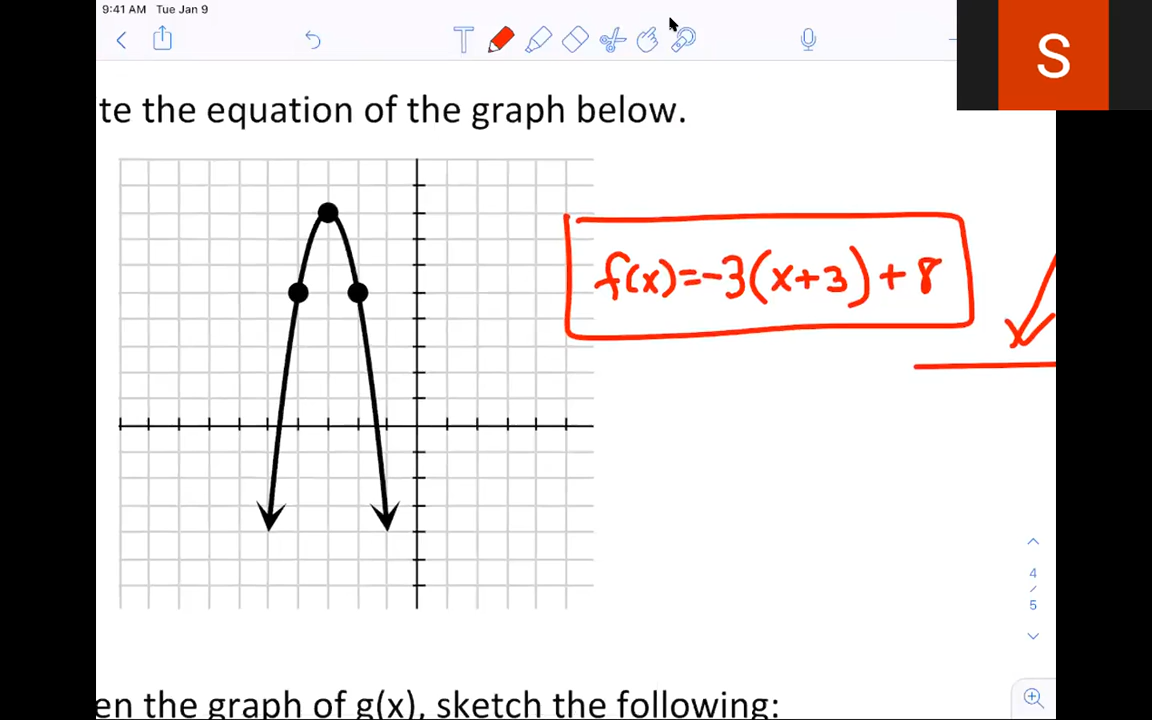 9:41 AM Tue Jan 9
T
S
te the equation of the graph below.
f(x)=-3(x+3)+8
4
/
5
en the graph of g(x), sketch the following: